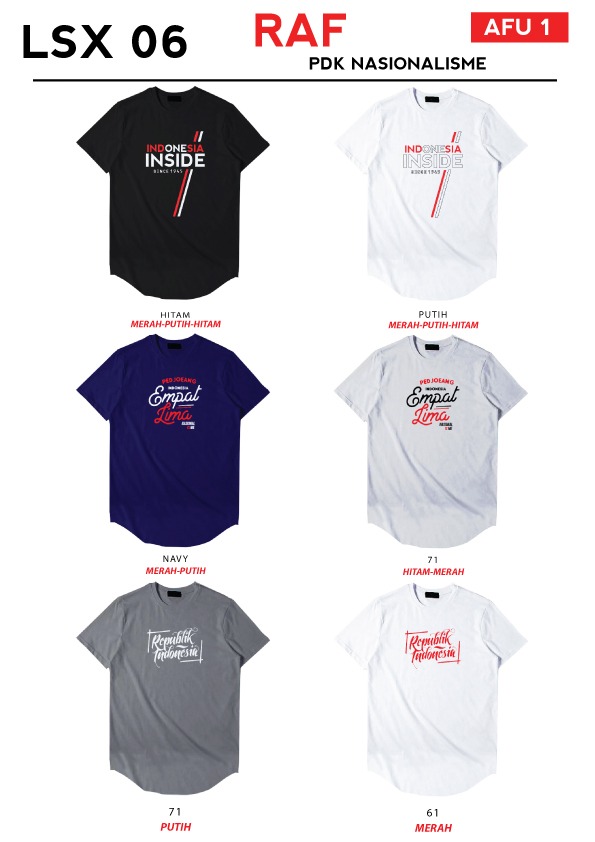 LSX 06
RAF
AFU 1
PDK NASIONALISME
INDONESIA
INSIDE
SINCE 1945
INDONESIA
INSIDE
SINCE 1945
HITAM
MERAH-PUTIH-HITAM
PUTIH
MERAH-PUTIH-HITAM
PEDJOEANG
INDONESIA
Empat
Lima
PEDJOEANG
INDONESIA
Empat
Lima
NAVY
MERAH-PUTIH
71
HITAM-MERAH
Republik
Indonesia
Republik
Indonesia
71
PUTIH
61
MERAH